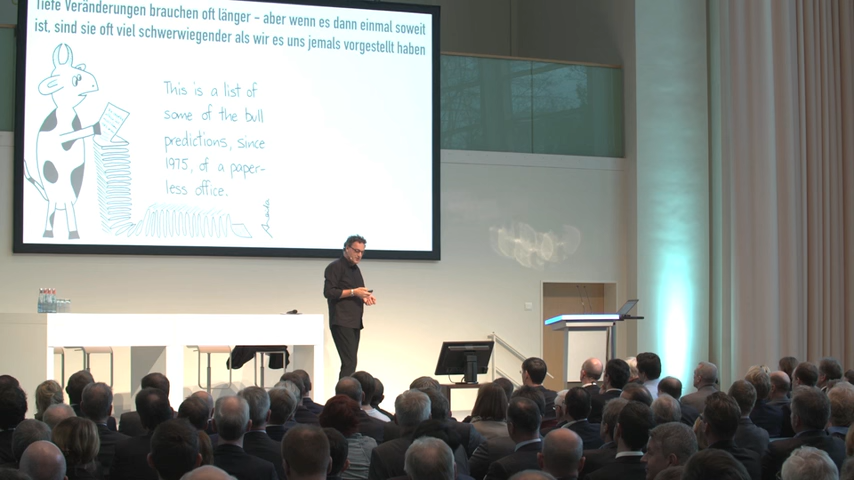 Tiefe Veränderungen brauchen oft länger – aber wenn es dann einmal soweit
ist, sind sie oft viel schwerwiegender als wir es uns jemals vorgestellt haben
This is a list of
some of the bull
predictions, since
1975, of a paper-
less office.